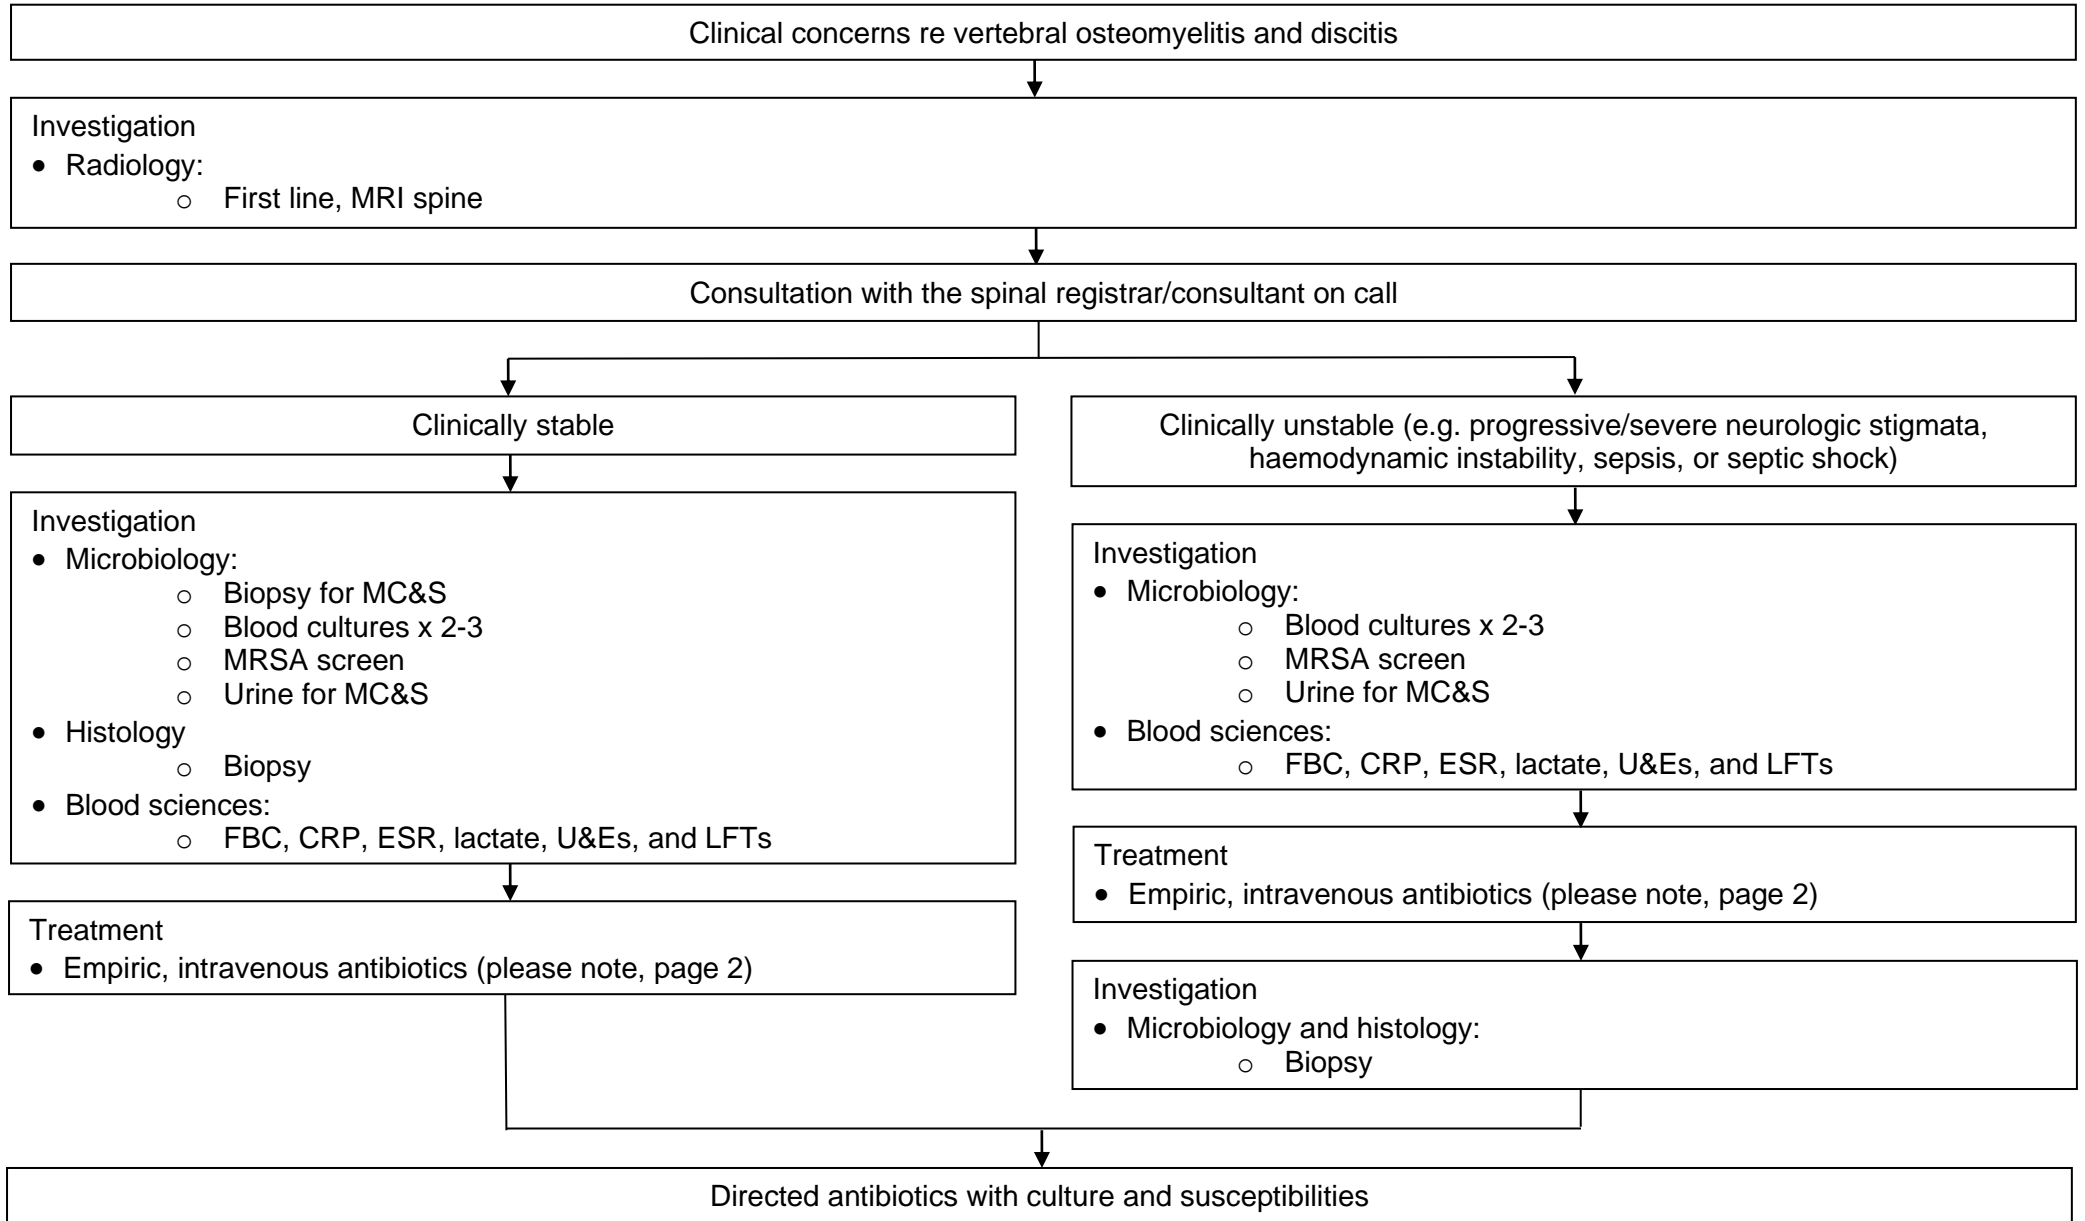 Clinical concerns re vertebral osteomyelitis and discitis
Investigation
• Radiology:
o First line, MRI spine
Consultation with the spinal registrar/consultant on call
Clinically stable
Investigation
• Microbiology:
o Biopsy for MC&S
o Blood cultures x 2-3
o MRSA screen
o Urine for MC&S
• Histology
o Biopsy
• Blood sciences:
o FBC, CRP, ESR, lactate, U&Es, and LFTs
Treatment
• Empiric, intravenous antibiotics (please note, page 2)
Clinically unstable (e.g. progressive/severe neurologic stigmata,
haemodynamic instability, sepsis, or septic shock)
Investigation
• Microbiology:
o Blood cultures x 2-3
o MRSA screen
o Urine for MC&S
• Blood sciences:
o FBC, CRP, ESR, lactate, U&Es, and LFTs
Treatment
• Empiric, intravenous antibiotics (please note, page 2)
Investigation
• Microbiology and histology:
o Biopsy
Directed antibiotics with culture and susceptibilities